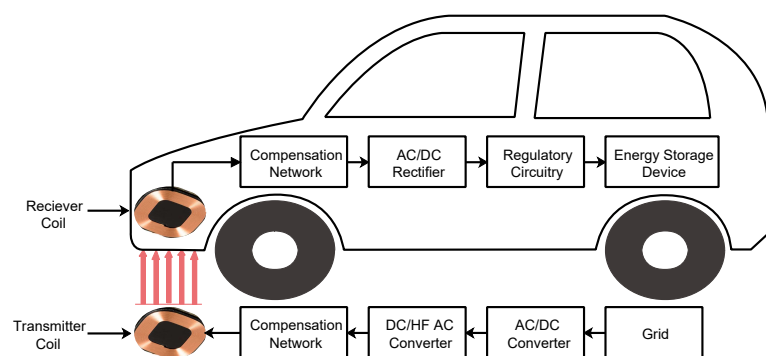 Compensation
Network
AC/DC
Rectifier
Regulatory
Circuitry
Energy Storage
Device
Reciever
Coil
Transmitter
Coil
Compensation
Network
DC/HF AC
Converter
AC/DC
Converter
Grid